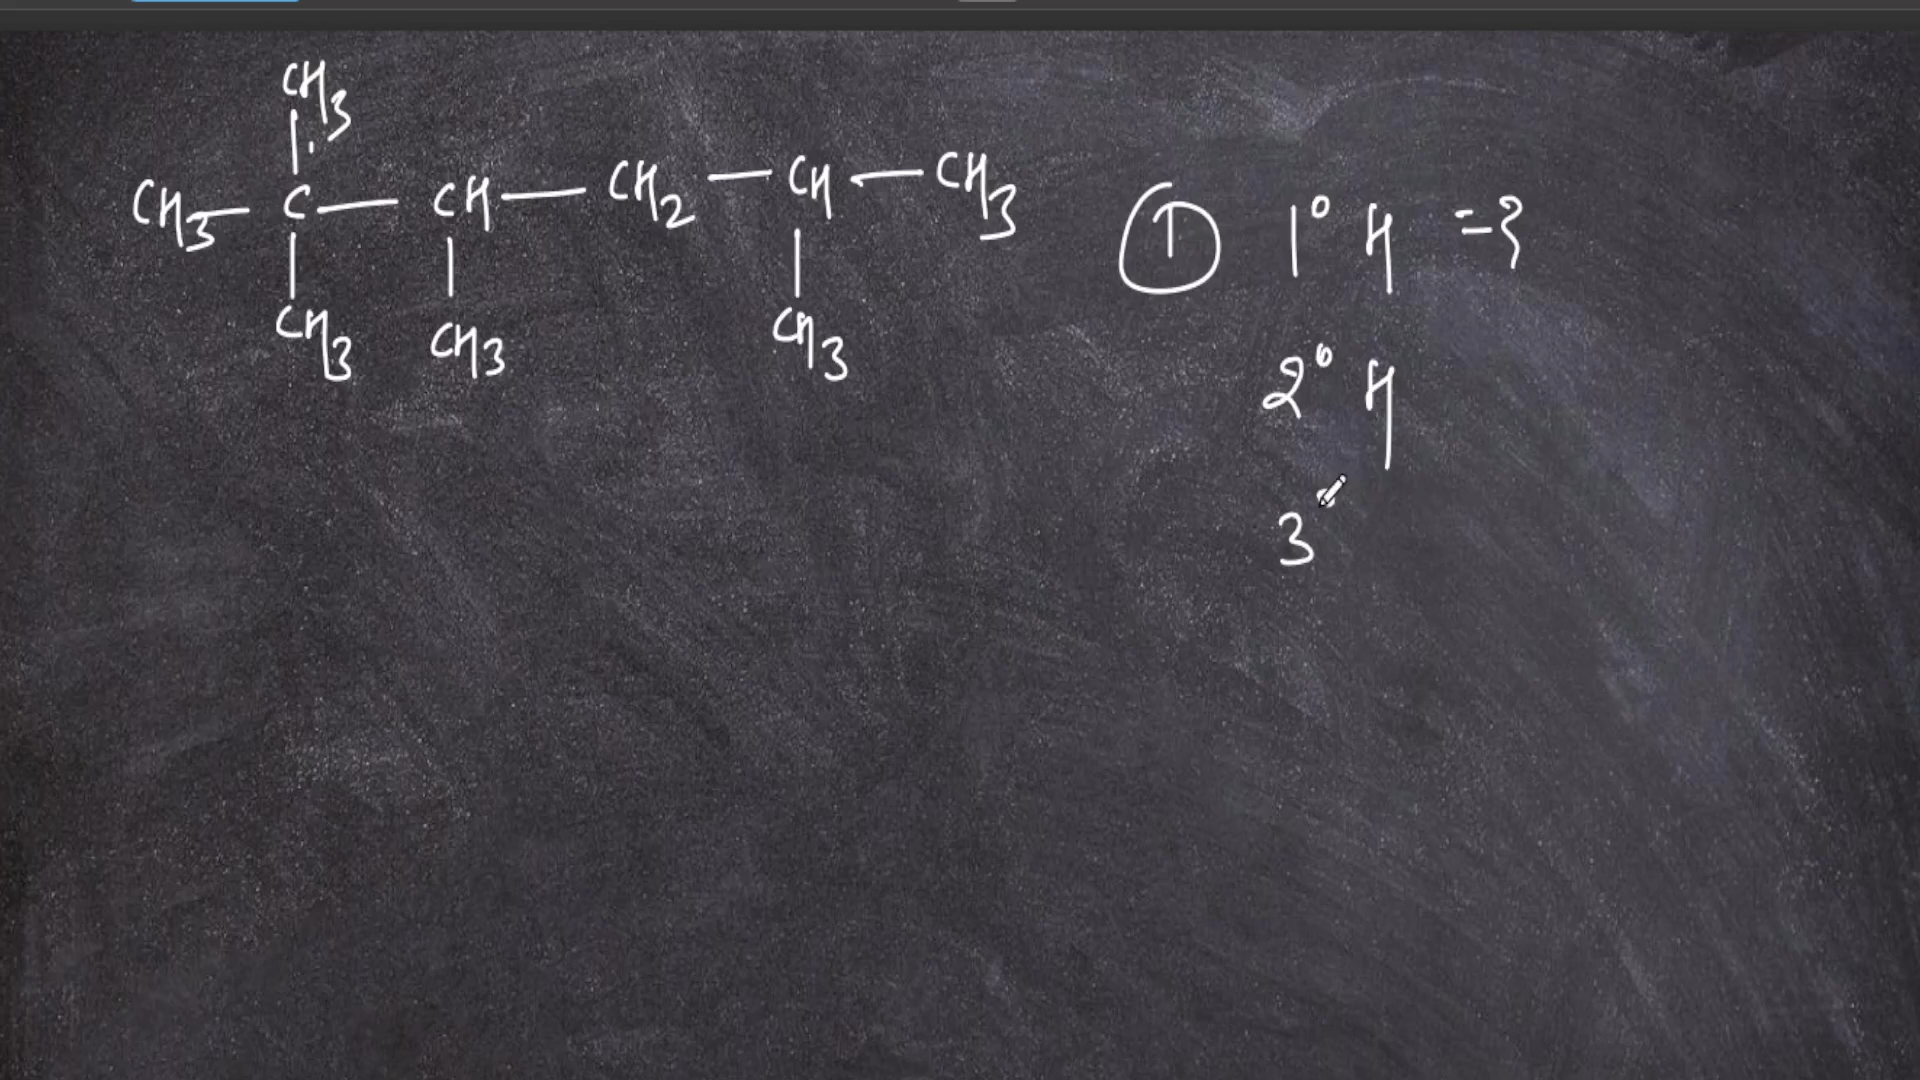 CH3
CH3 — C — CH — CH2 — CH — CH3
CH3 CH3 CH3
① 1° H = ?
2° H
3